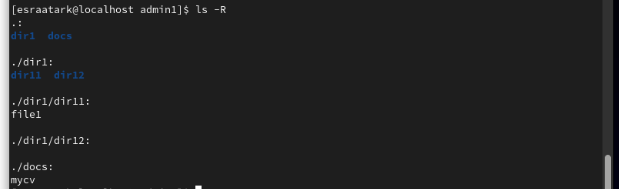 [esraatark@localhost admin1]$ ls -R
.:
dir1  docs
./dir1:
dir11  dir12
./dir1/dir11:
file1
./dir1/dir12:
./docs:
mycv